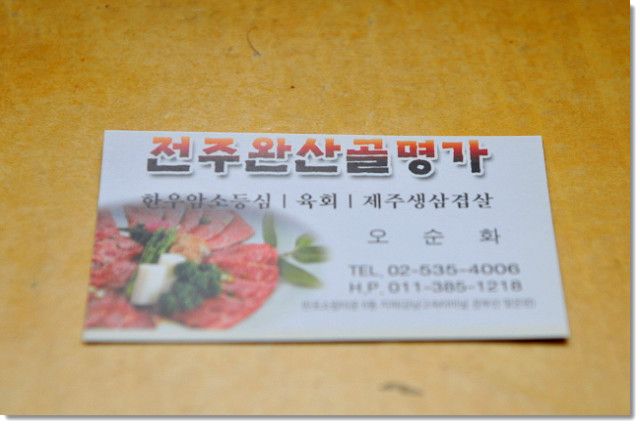 전주완산골명가
한우암소등심 | 육회 | 제주생삼겹살
오 순 화
TEL. 02-535-4006
H.P. 011-385-1218